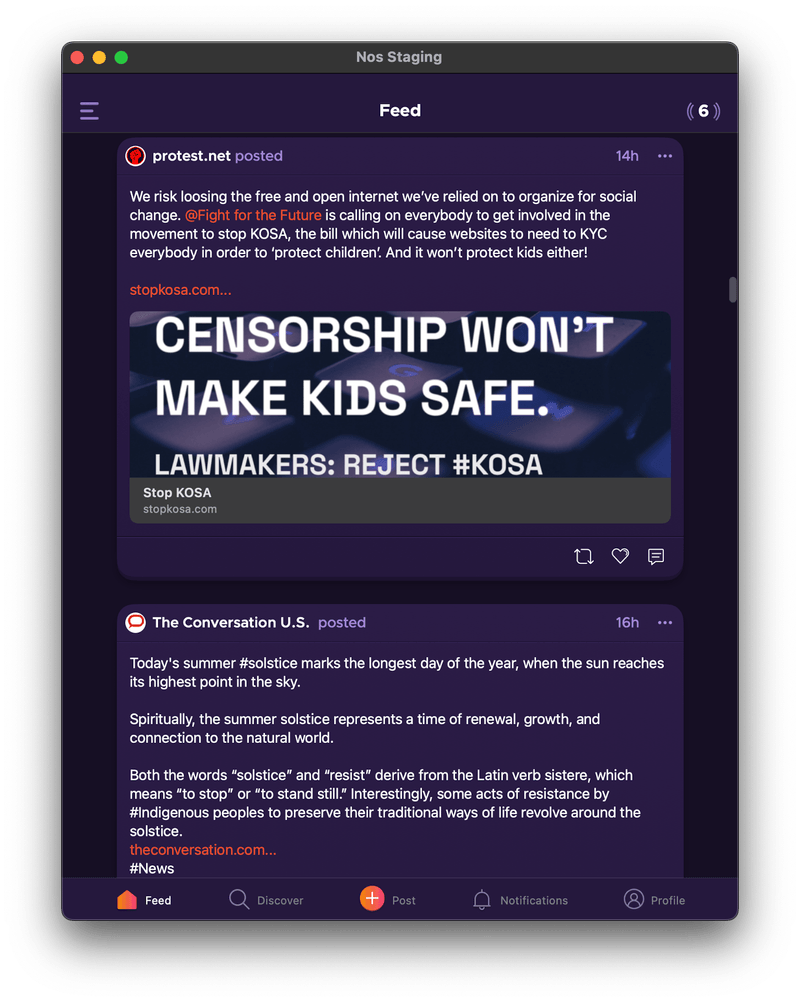 Nos Staging
Feed
6
protest.net posted 14h
We risk loosing the free and open internet we’ve relied on to organize for social
change. @Fight for the Future is calling on everybody to get involved in the
movement to stop KOSA, the bill which will cause websites to need to KYC
everybody in order to ‘protect children’. And it won’t protect kids either!
stopkosa.com...
CENSORSHIP WON’T
MAKE KIDS SAFE.
LAWMAKERS: REJECT #KOSA
Stop KOSA
stopkosa.com
The Conversation U.S. posted 16h
Today's summer #solstice marks the longest day of the year, when the sun reaches
its highest point in the sky.
Spiritually, the summer solstice represents a time of renewal, growth, and
connection to the natural world.
Both the words “solstice” and “resist” derive from the Latin verb sistere, which
means “to stop” or “to stand still.” Interestingly, some acts of resistance by
#Indigenous peoples to preserve their traditional ways of life revolve around the
solstice.
theconversation.com...
#News
Feed Discover Post Notifications Profile